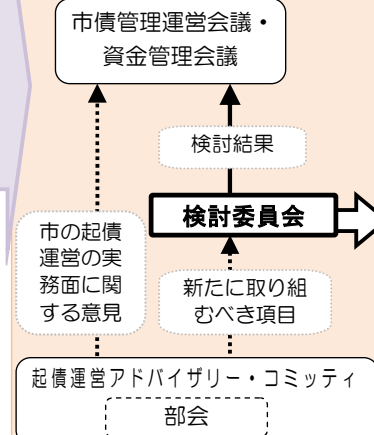 市債管理運営会議・
資金管理会議
検討結果
検討委員会
市の起債
運営の実
務面に関
する意見
新たに取り組
むべき項目
起債運営アドバイザリー・コミッティ
部会